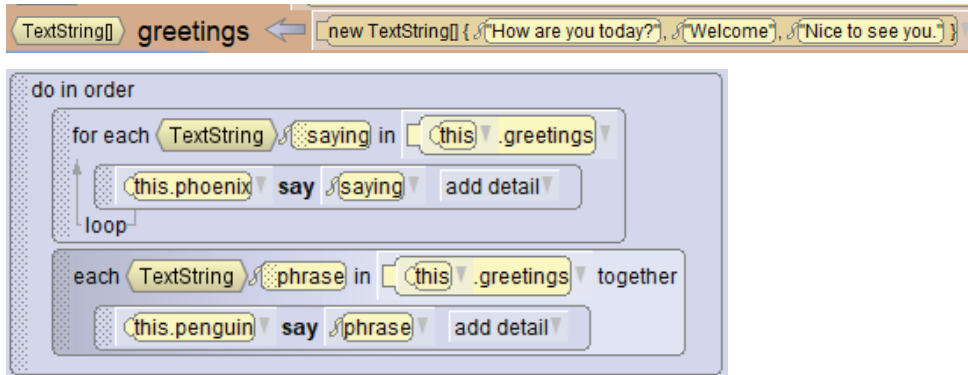 TextString[] greetings new TextString[] { "How are you today?", "Welcome", "Nice to see you." }
do in order
for each TextString saying in this .greetings
this.phoenix say saying add detail
loop
each TextString phrase in this .greetings together
this.penguin say phrase add detail